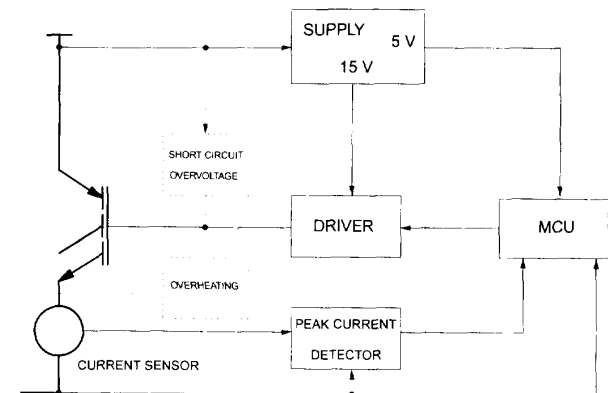 SUPPLY
5 V
15 V
SHORT CIRCUIT
OVERVOLTAGE
DRIVER
MCU
OVERHEATING
PEAK CURRENT
DETECTOR
CURRENT SENSOR